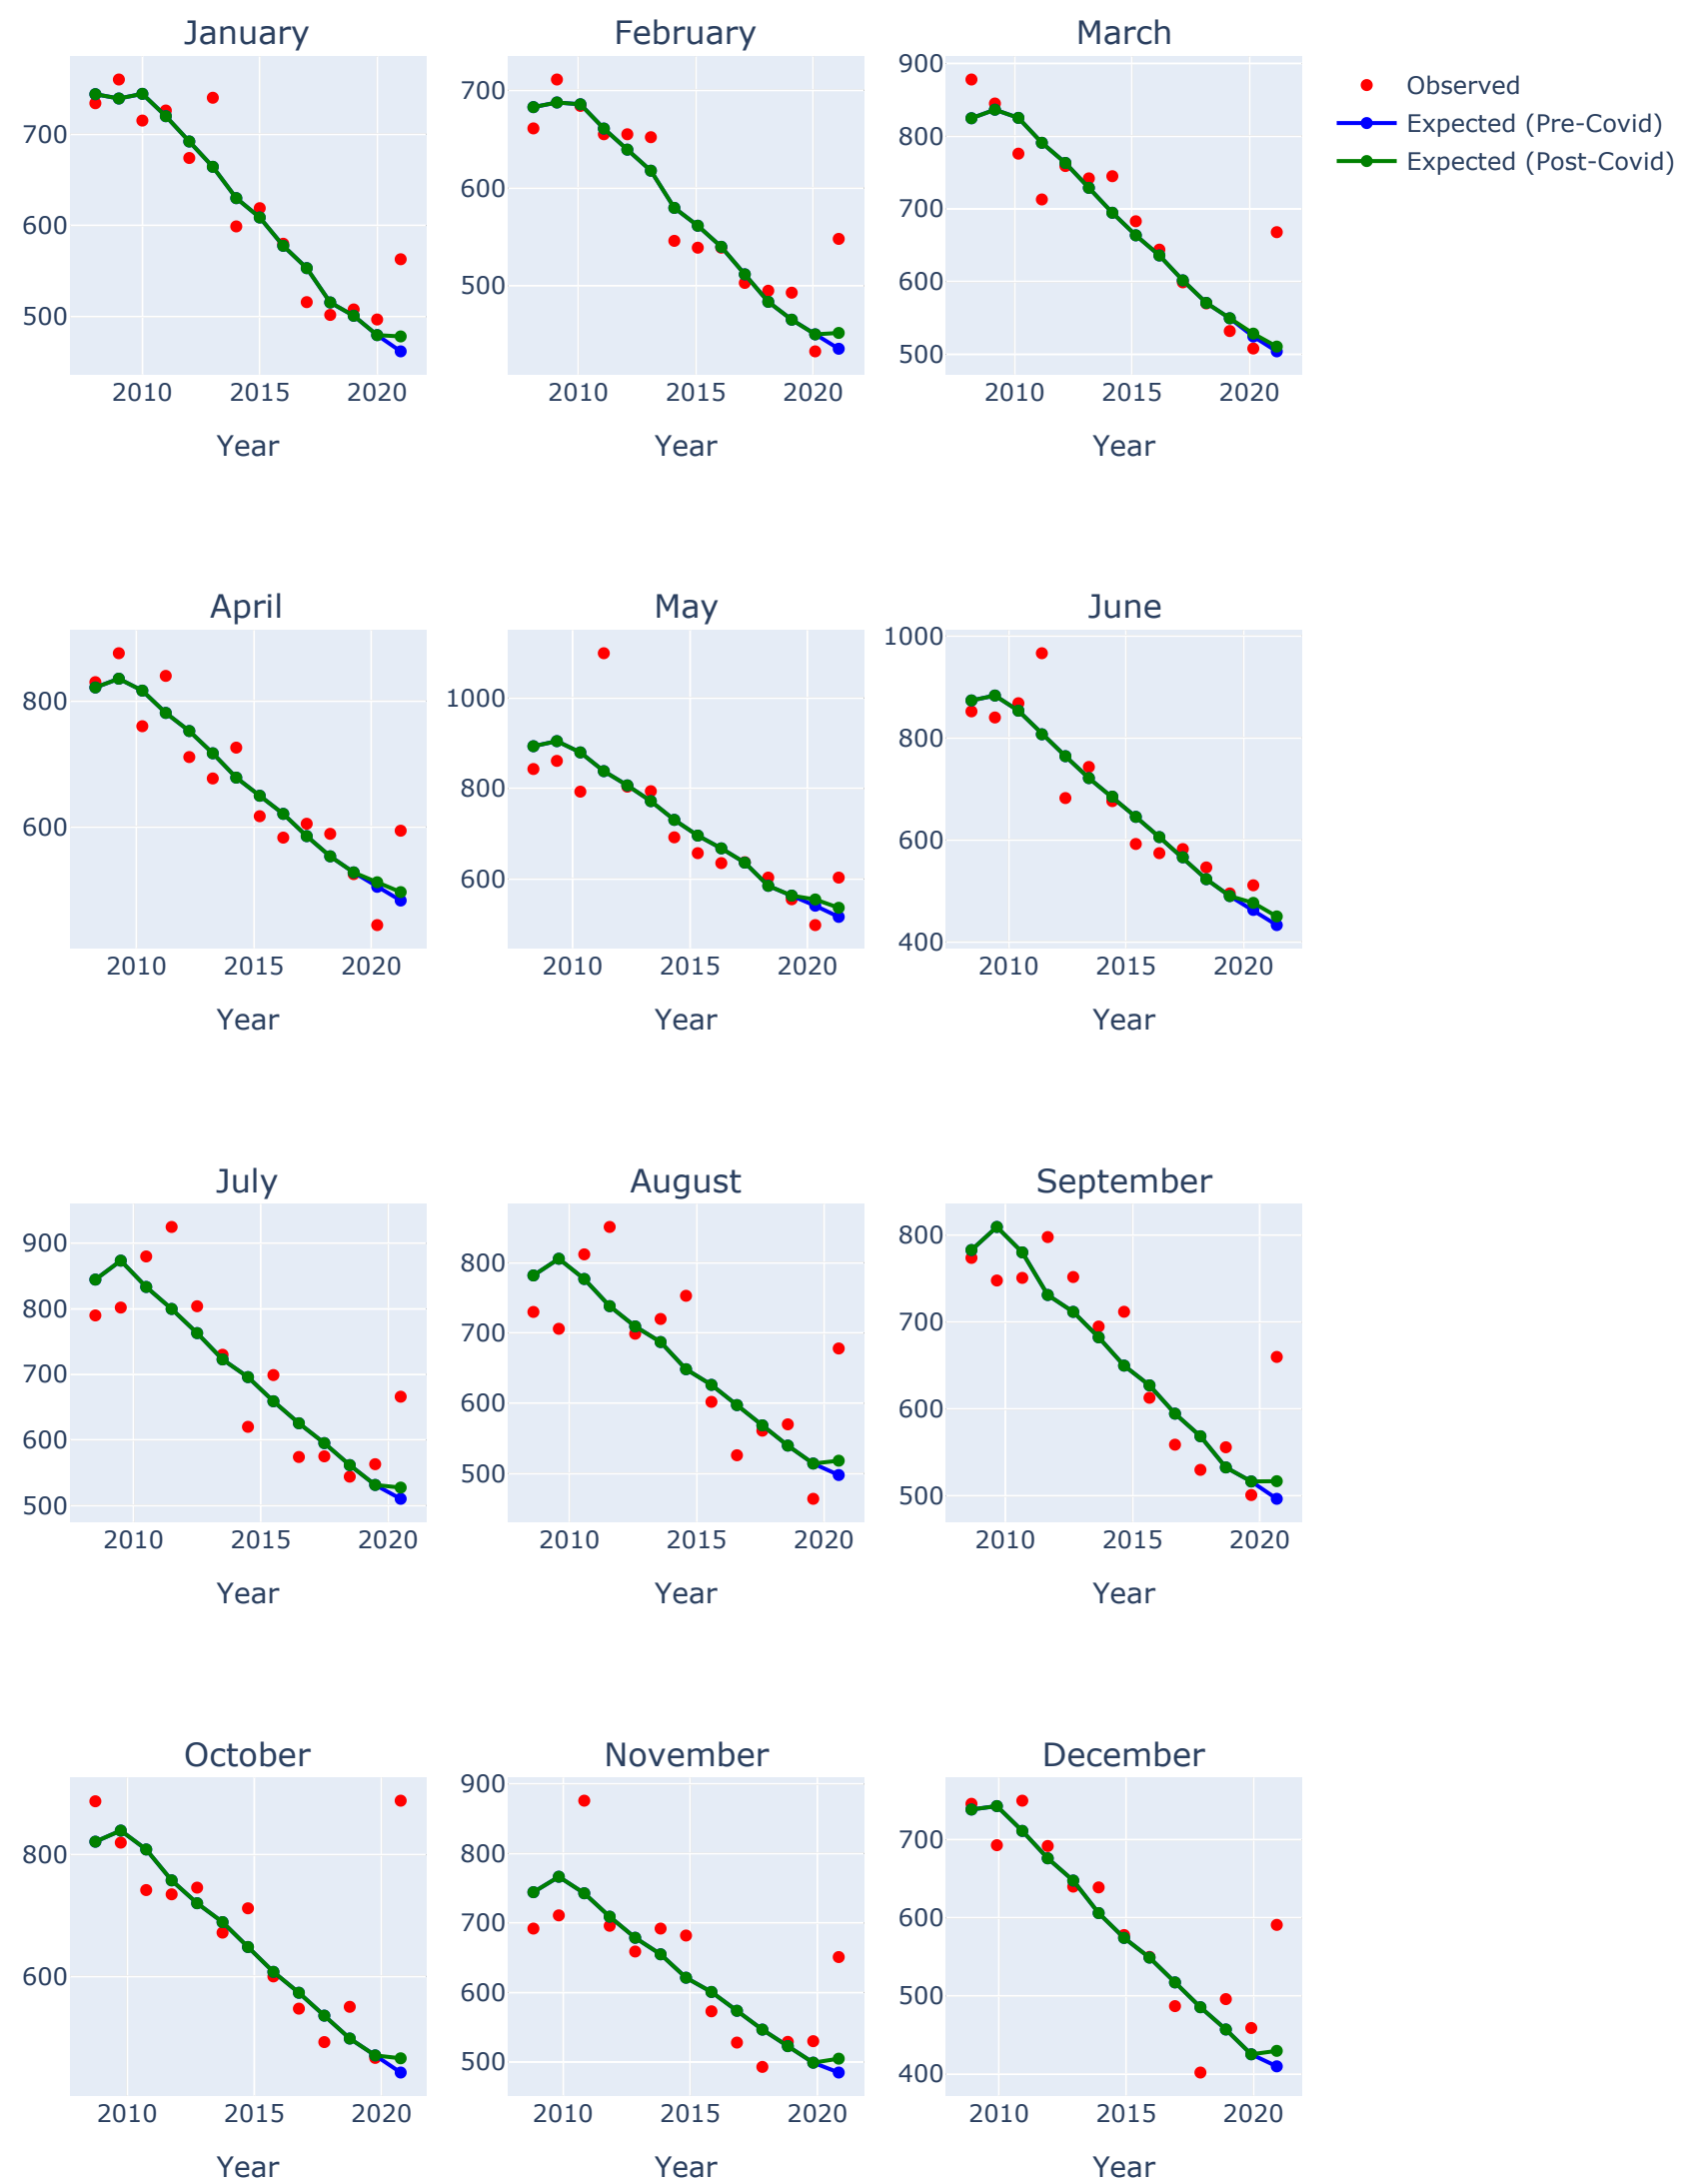 January February March
900
700 700 800 Observed
Expected (Pre-Covid)
Expected (Post-Covid)
600 600 700
600
500 500 500
2010 2015 2020 2010 2015 2020 2010 2015 2020
Year Year Year
April May June
1000
800 1000 800
600 800 600
600 400
2010 2015 2020 2010 2015 2020 2010 2015 2020
Year Year Year
July August September
900 800 800
800 700 700
700 600 600
600 500 500
500
2010 2015 2020 2010 2015 2020 2010 2015 2020
Year Year Year
October November December
900
800 800 700
700 600
600 600 500
500 400
2010 2015 2020 2010 2015 2020 2010 2015 2020
Year Year Year